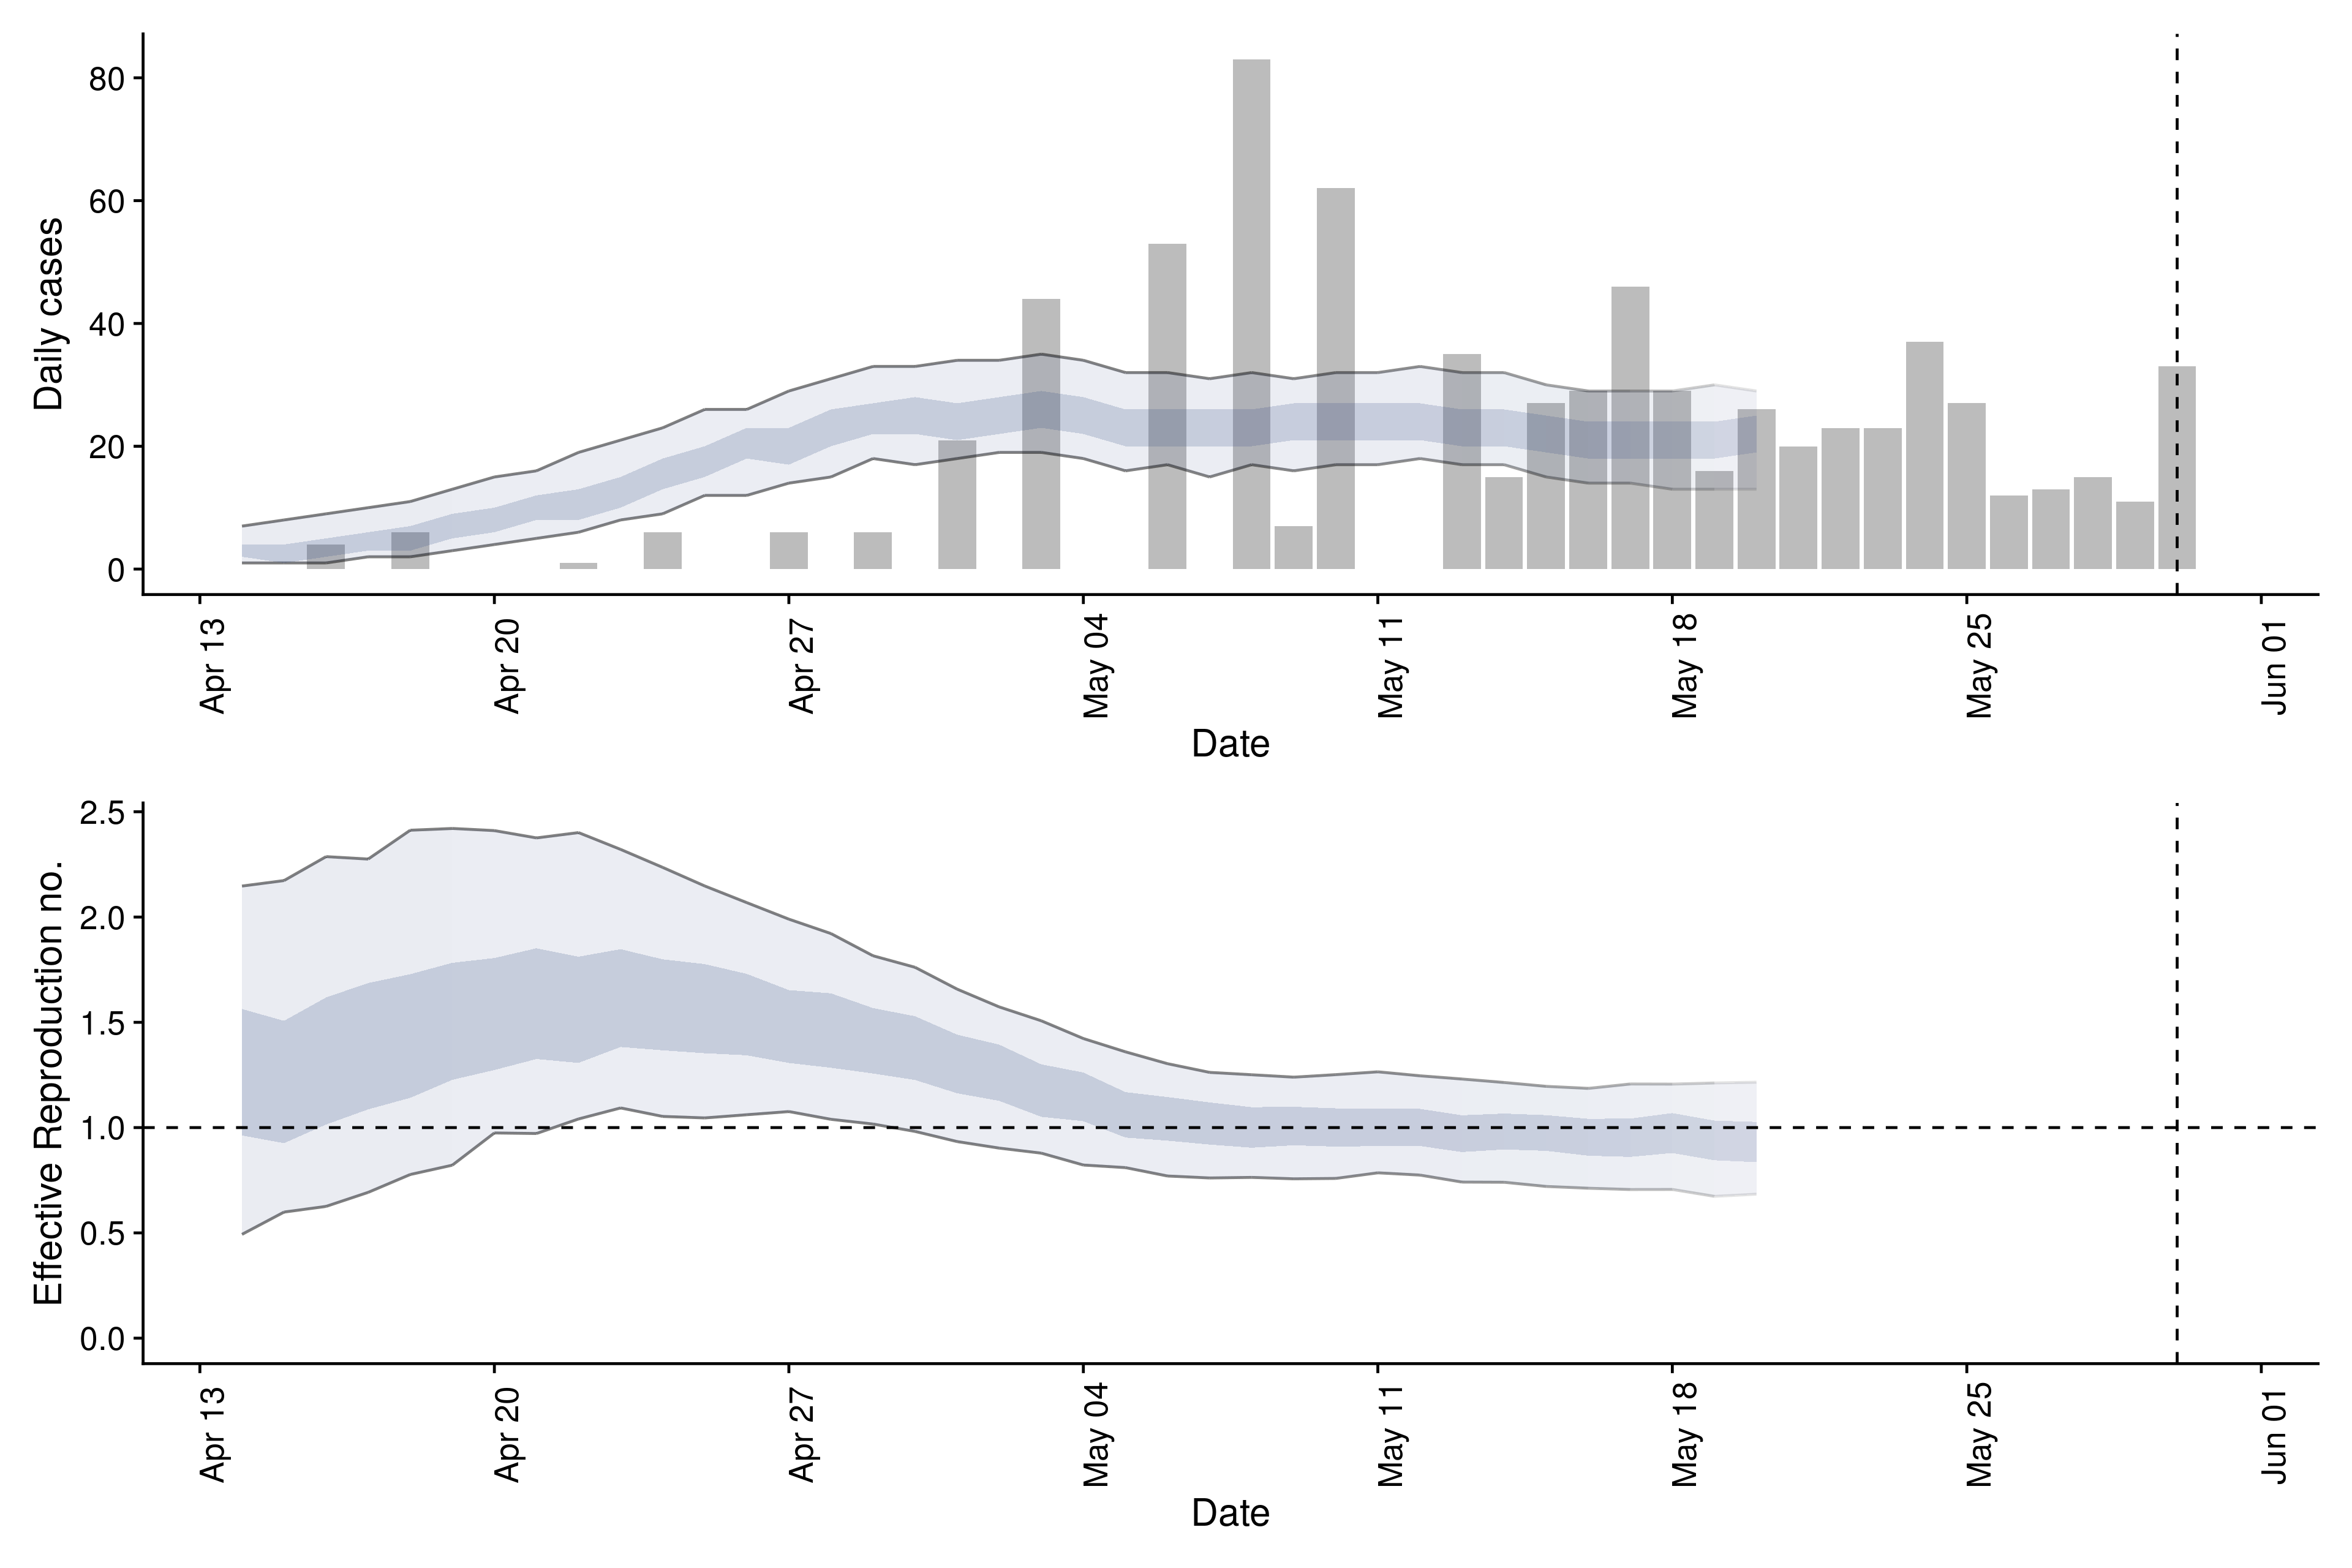 Daily cases
80
60
40
20
0
Apr 13
Apr 20
Apr 27
May 04
May 11
May 18
May 25
Jun 01
Date
Effective Reproduction no.
2.5
2.0
1.5
1.0
0.5
0.0
Apr 13
Apr 20
Apr 27
May 04
May 11
May 18
May 25
Jun 01
Date